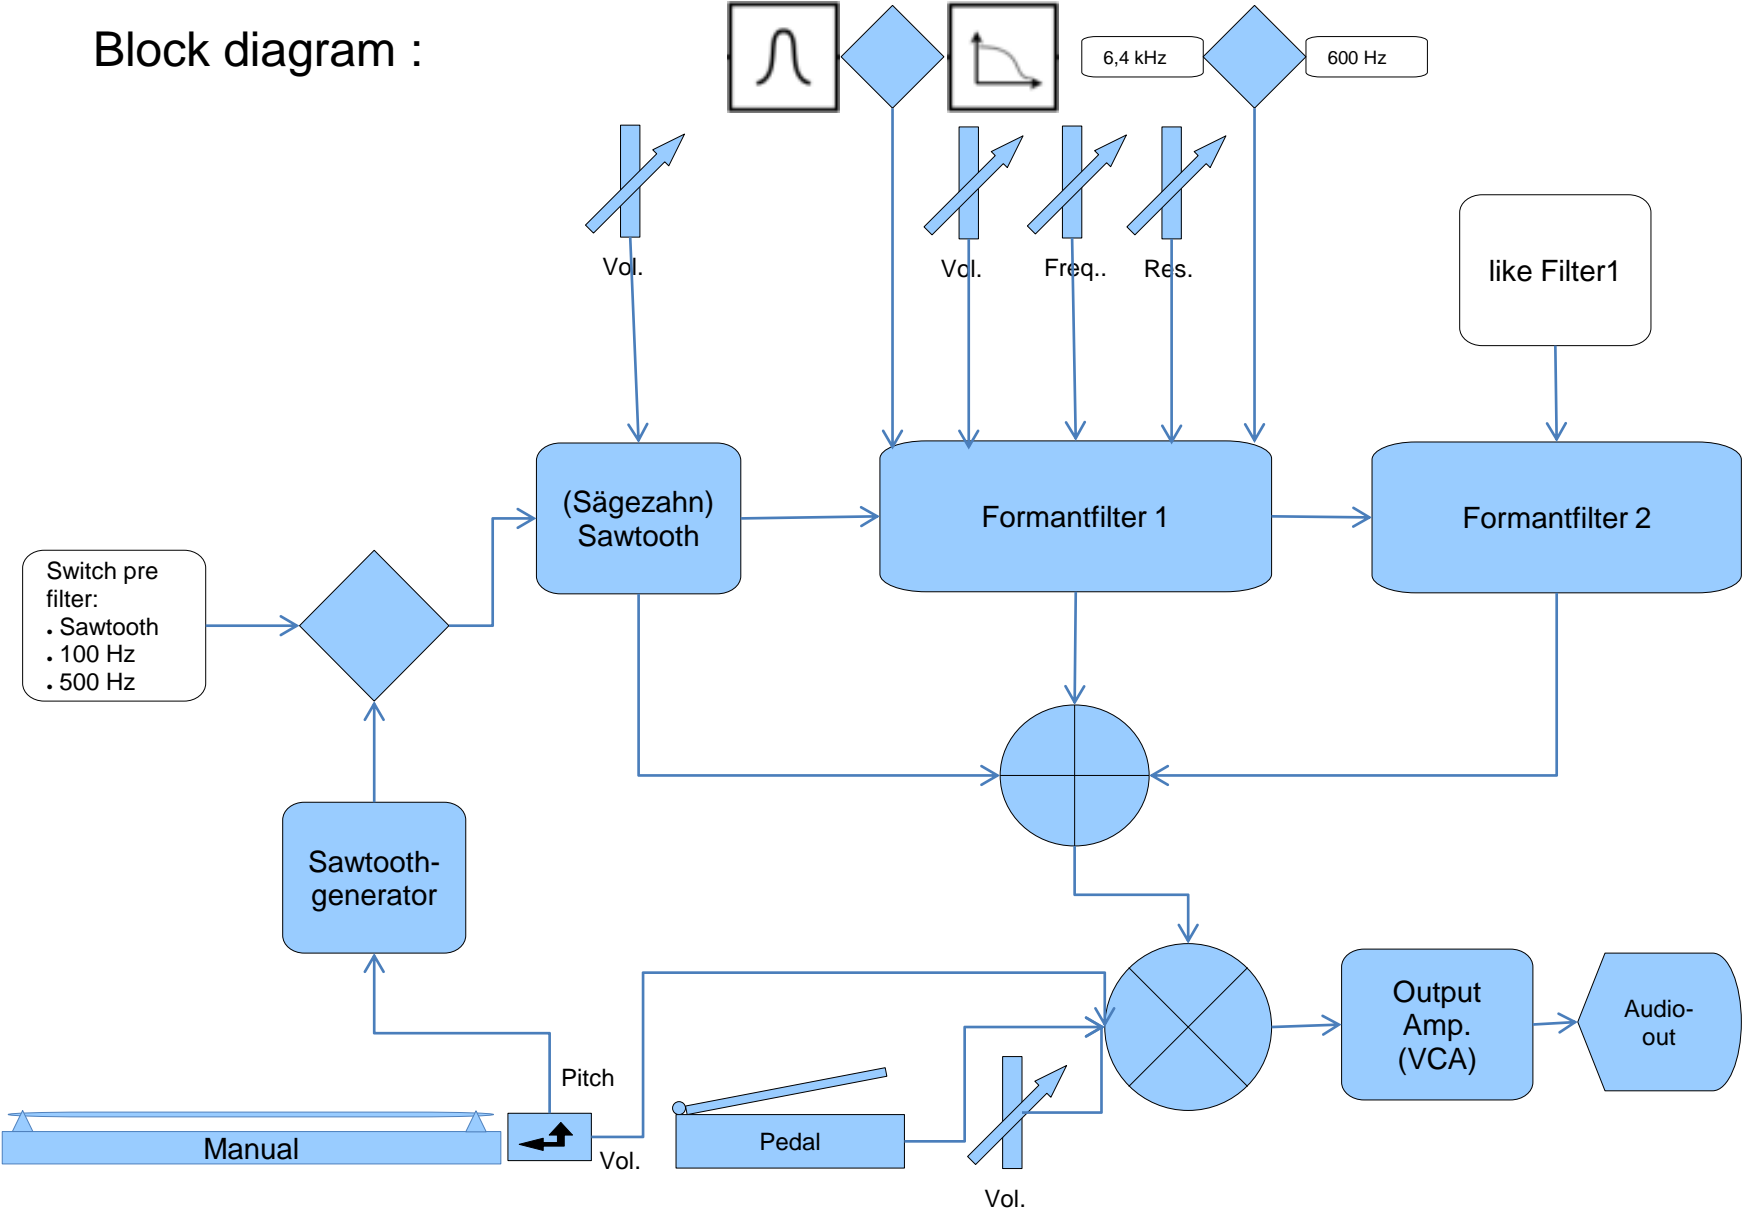 Block diagram :
6,4 kHz
600 Hz
Vol.
Vol.
Freq..
Res.
like Filter1
(Sägezahn)
Sawtooth
Formantfilter 1
Formantfilter 2
Switch pre
filter:
• Sawtooth
• 100 Hz
• 500 Hz
Sawtooth-
generator
Output
Amp.
(VCA)
Audio-
out
Pitch
Manual
Vol.
Pedal
Vol.